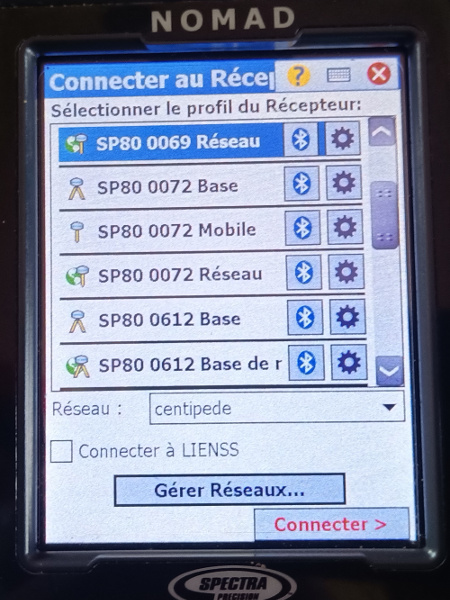 NOMAD
Connecter au Récep
Sélectionner le profil du Récepteur:
SP80 0069 Réseau
SP80 0072 Base
SP80 0072 Mobile
SP80 0072 Réseau
SP80 0612 Base
SP80 0612 Base de r
Réseau : centipede
Connecter à LIENSS
Gérer Réseaux...
Connecter >
SPECTRA
PRECISION